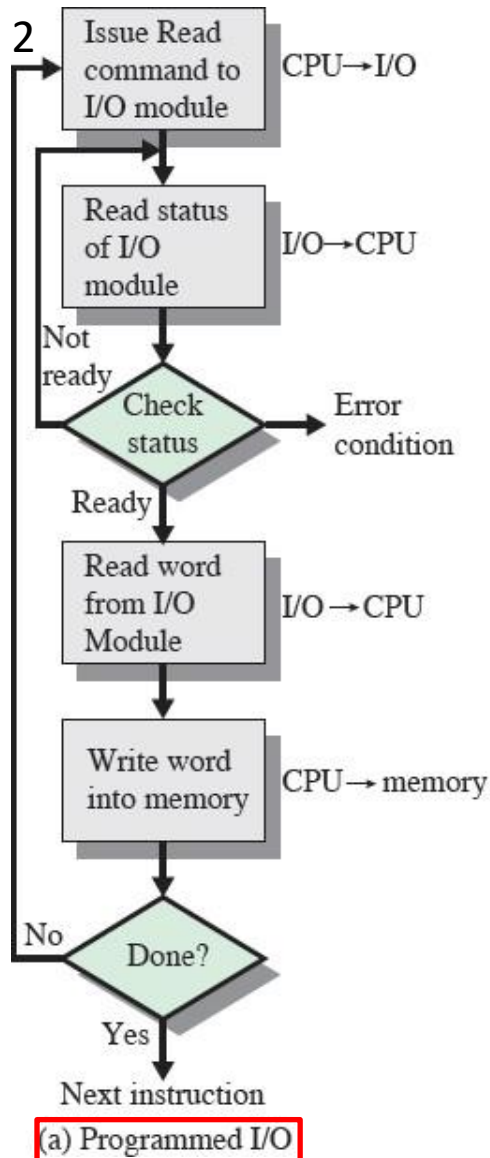 2
Issue Read
command to
I/O module
CPU→I/O
Read status
of I/O
module
I/O→CPU
Not
ready
Check
status
Error
condition
Ready
Read word
from I/O
Module
I/O→CPU
Write word
into memory
CPU→memory
No
Done?
Yes
Next instruction
(a) Programmed I/O